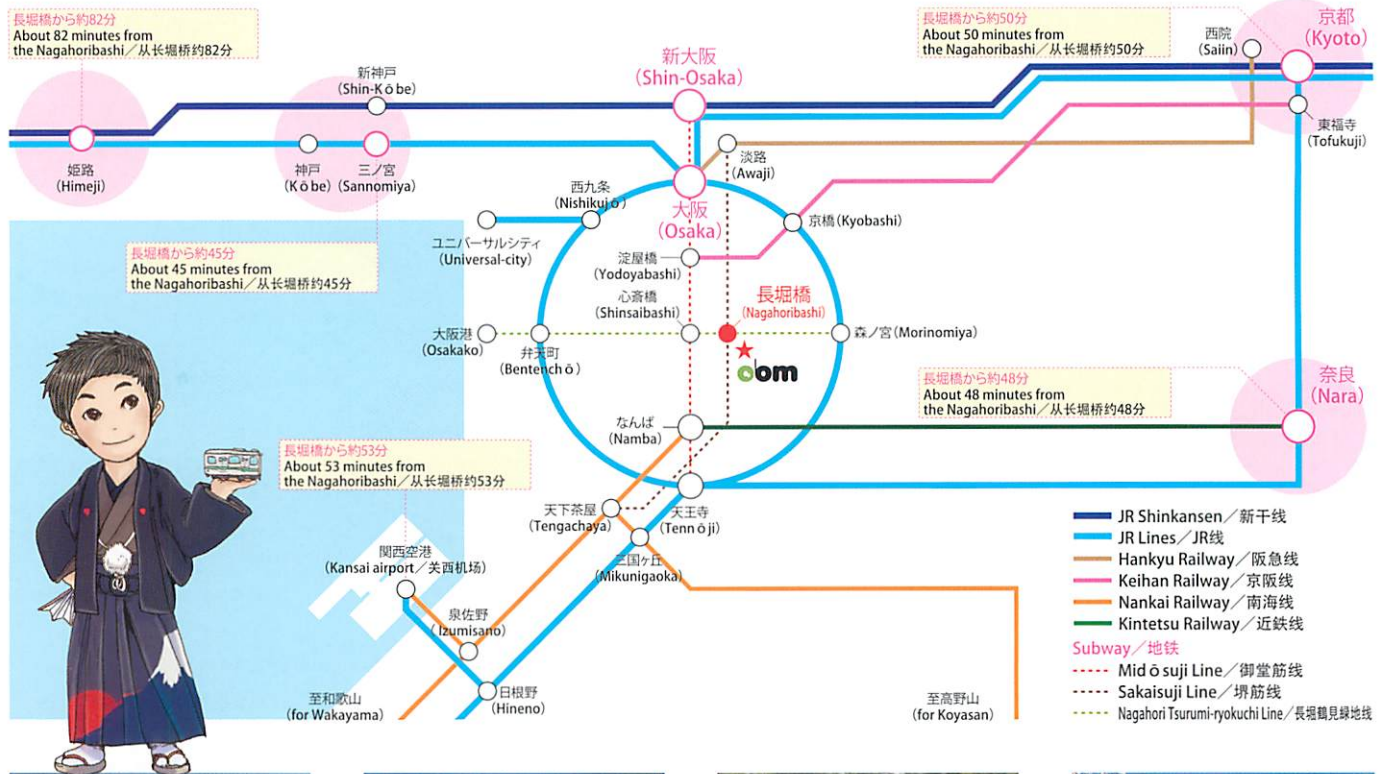 長堀橋から約82分
About 82 minutes from
the Nagahoribashi／从长堀桥约82分
長堀橋から約50分
About 50 minutes from
the Nagahoribashi／从长堀桥约50分
京都
(Kyoto)
西院
(Saiin)
新大阪
(Shin-Osaka)
新神戸
(Shin-Kōbe)
東福寺
(Tofukuji)
姫路
(Himeji)
神戸
(Kōbe)
三ノ宮
(Sannomiya)
淡路
(Awaji)
西九条
(Nishikujō)
大阪
(Osaka)
京橋(Kyobashi)
ユニバーサルシティ
(Universal-city)
長堀橋から約45分
About 45 minutes from
the Nagahoribashi／从长堀桥约45分
淀屋橋
(Yodoyabashi)
心斎橋
(Shinsaibashi)
長堀橋
(Nagahoribashi)
大阪港
(Osakako)
弁天町
(Bentenchō)
森ノ宮(Morinomiya)
obm
長堀橋から約48分
About 48 minutes from
the Nagahoribashi／从长堀桥约48分
奈良
(Nara)
なんば
(Namba)
長堀橋から約53分
About 53 minutes from
the Nagahoribashi／从长堀桥约53分
天下茶屋
(Tengachaya)
天王寺
(Tennōji)
関西空港
(Kansai airport／关西机场)
三国ヶ丘
(Mikunigaoka)
泉佐野
(Izumisano)
日根野
(Hineno)
至和歌山
(for Wakayama)
至高野山
(for Koyasan)
JR Shinkansen／新干线
JR Lines／JR线
Hankyu Railway／阪急线
Keihan Railway／京阪线
Nankai Railway／南海线
Kintetsu Railway／近鉄线
Subway／地铁
Midōsuji Line／御堂筋线
Sakaisuji Line／堺筋线
Nagahori Tsurumi-ryokuchi Line／長堀鶴見緑地线